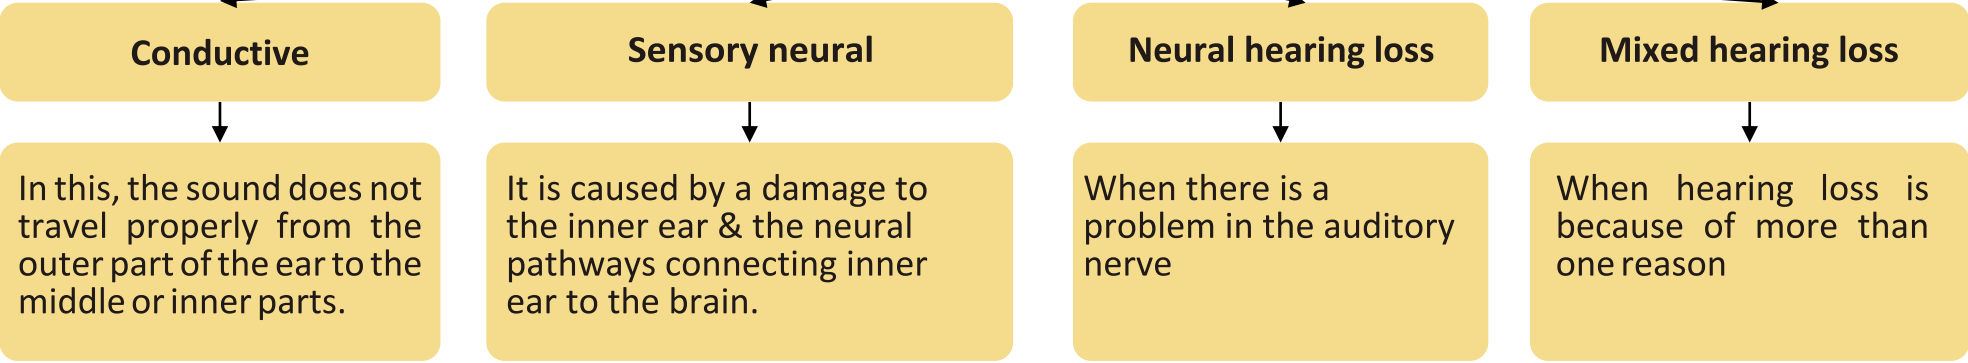 Conductive
In this, the sound does not
travel properly from the
outer part of the ear to the
middle or inner parts.
Sensory neural
It is caused by a damage to
the inner ear & the neural
pathways connecting inner
ear to the brain.
Neural hearing loss
When there is a
problem in the auditory
nerve
Mixed hearing loss
When hearing loss is
because of more than
one reason